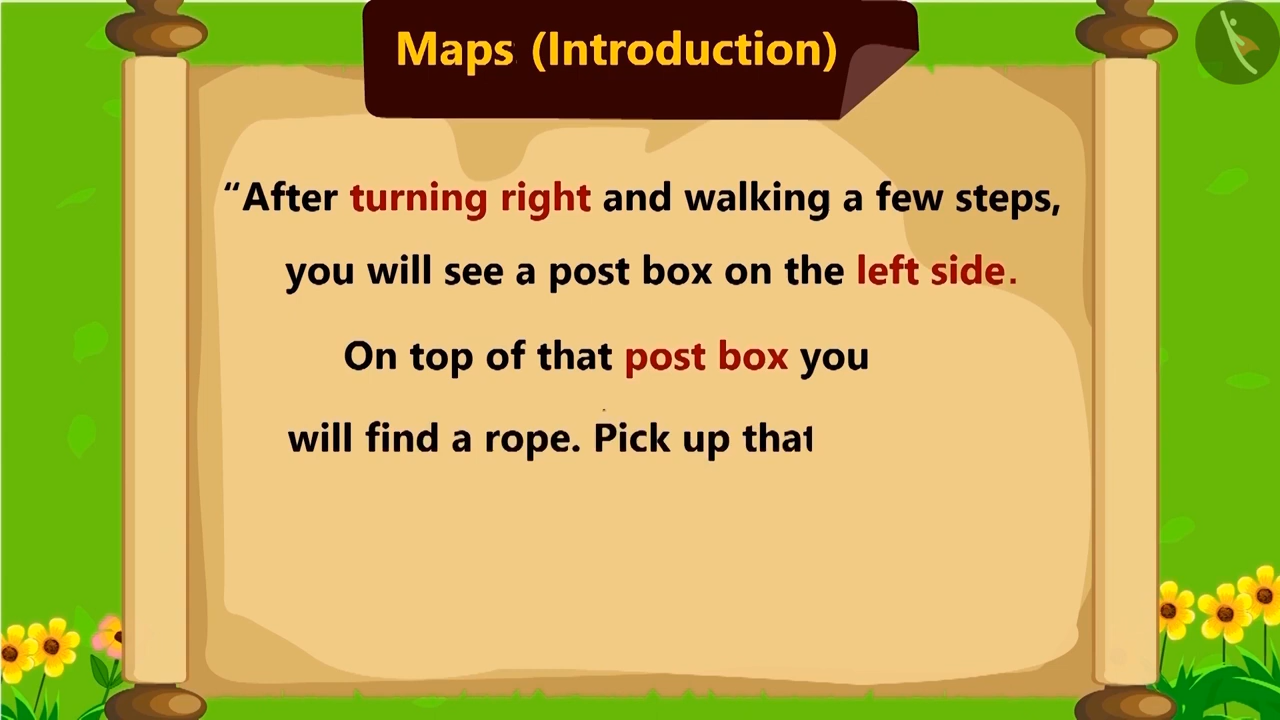 Maps (Introduction)
“After turning right and walking a few steps,
you will see a post box on the left side.
On top of that post box you
will find a rope. Pick up that